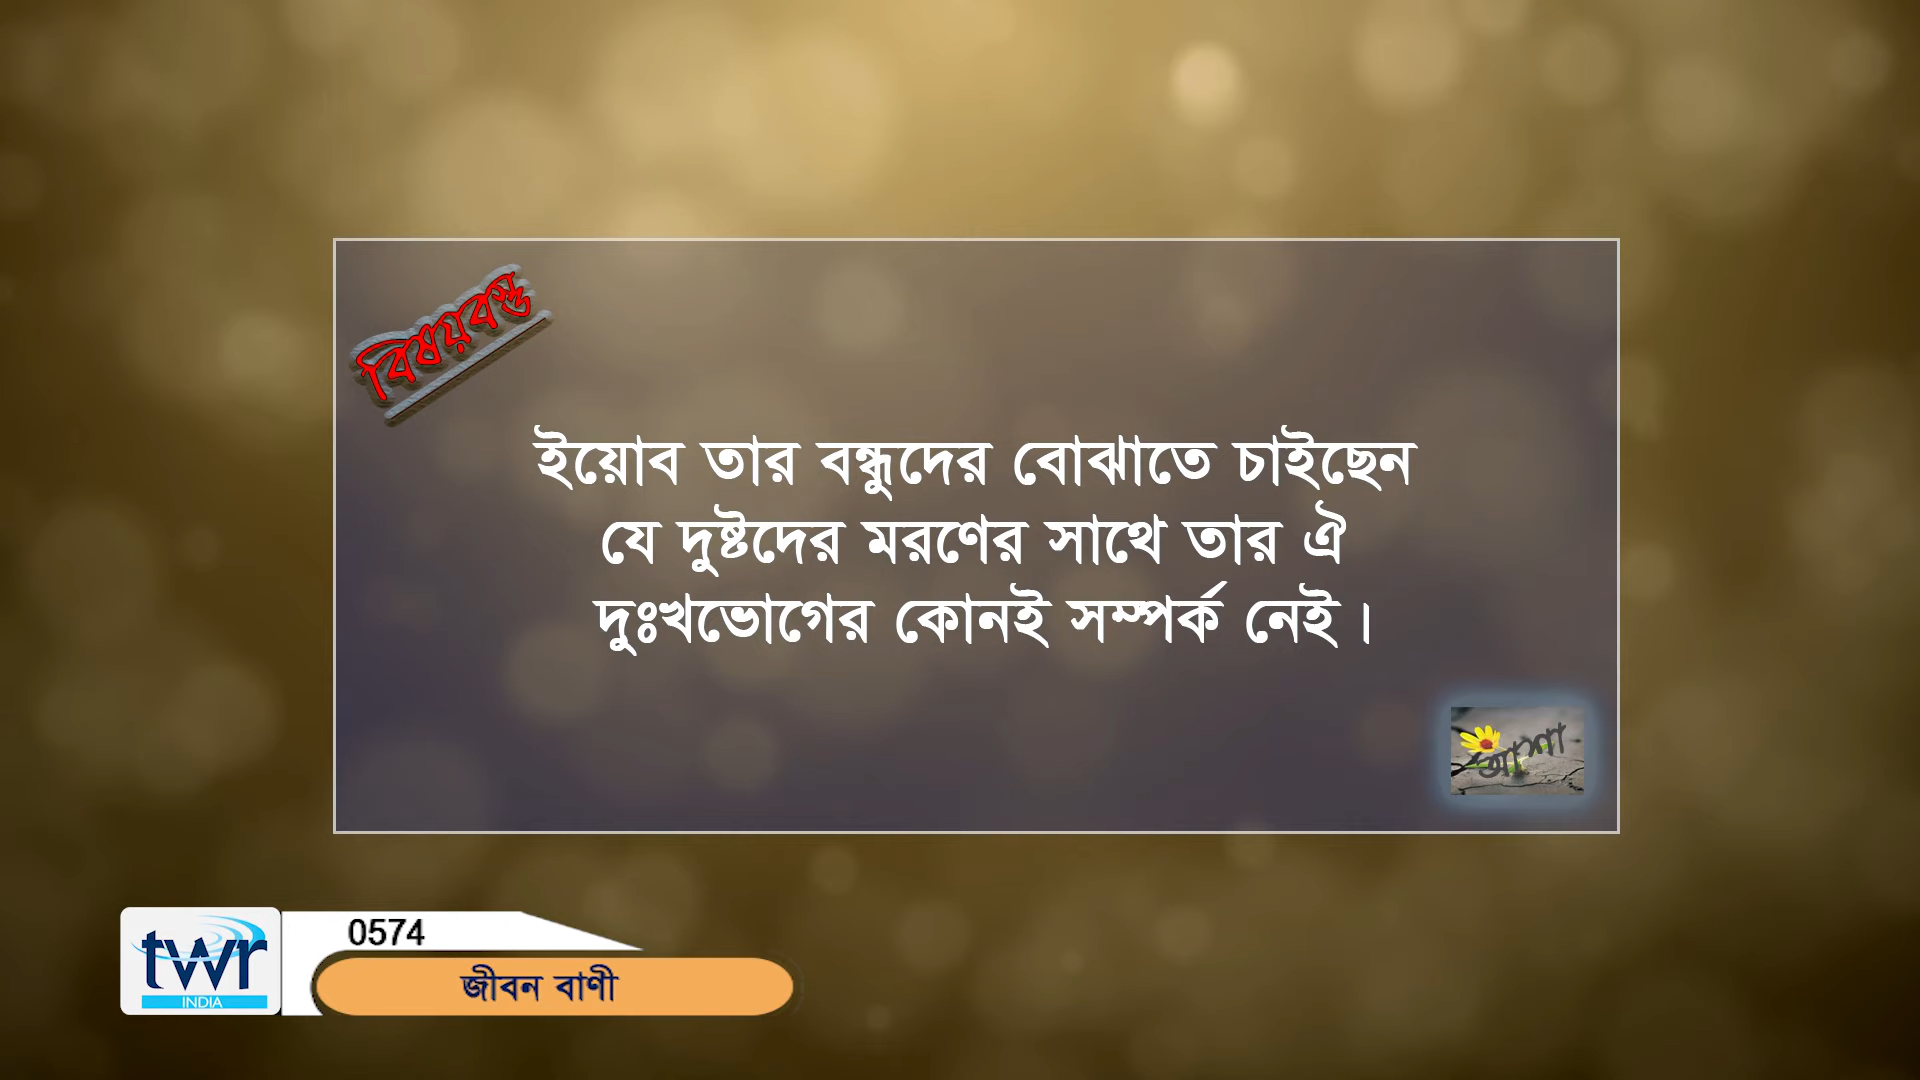 বিষয়বস্তু
ইয়োব তার বন্ধুদের বোঝাতে চাইছেন
যে দুষ্টদের মরণের সাথে তার ঐ
দুঃখভোগের কোনই সম্পর্ক নেই।
আশা
0574
twr
INDIA
জীবন বাণী